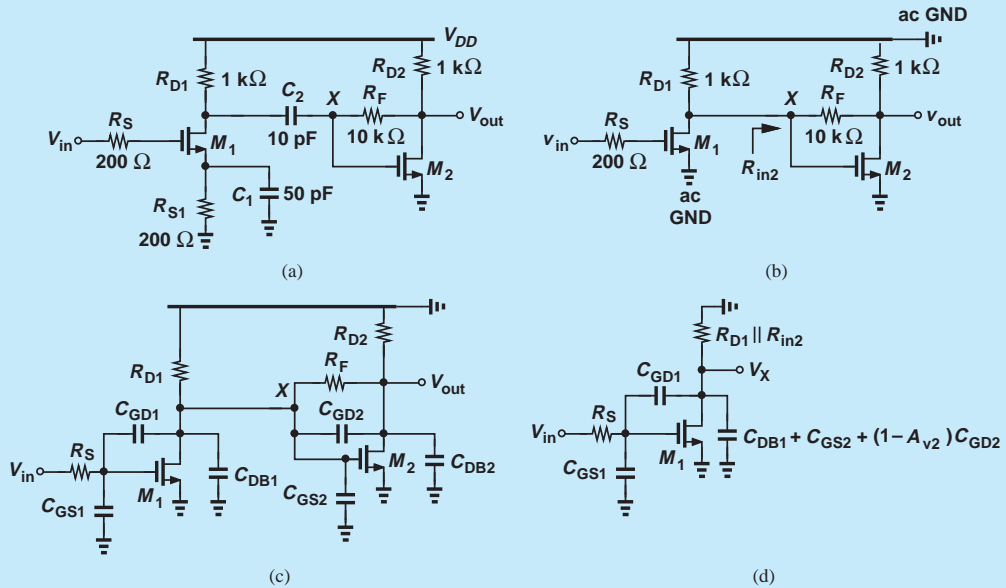 ac GND
V_DD
R_D1
1 kΩ
R_D2
1 kΩ
C_2
10 pF
X
R_F
10 kΩ
V_in
R_S
200 Ω
M_1
V_out
M_2
C_1
50 pF
R_S1
200 Ω
(a)
R_D1
1 kΩ
R_D2
1 kΩ
X
R_F
10 kΩ
v_in
R_S
200 Ω
M_1
R_in2
v_out
M_2
ac
GND
(b)
R_D1
R_D2
X
R_F
V_out
C_GD1
C_GD2
V_in
R_S
M_1
C_GS1
C_DB1
C_GS2
M_2
C_DB2
(c)
R_D1 || R_in2
C_GD1
V_X
V_in
R_S
M_1
C_GS1
C_DB1 + C_GS2 + (1– A_v2) C_GD2
(d)